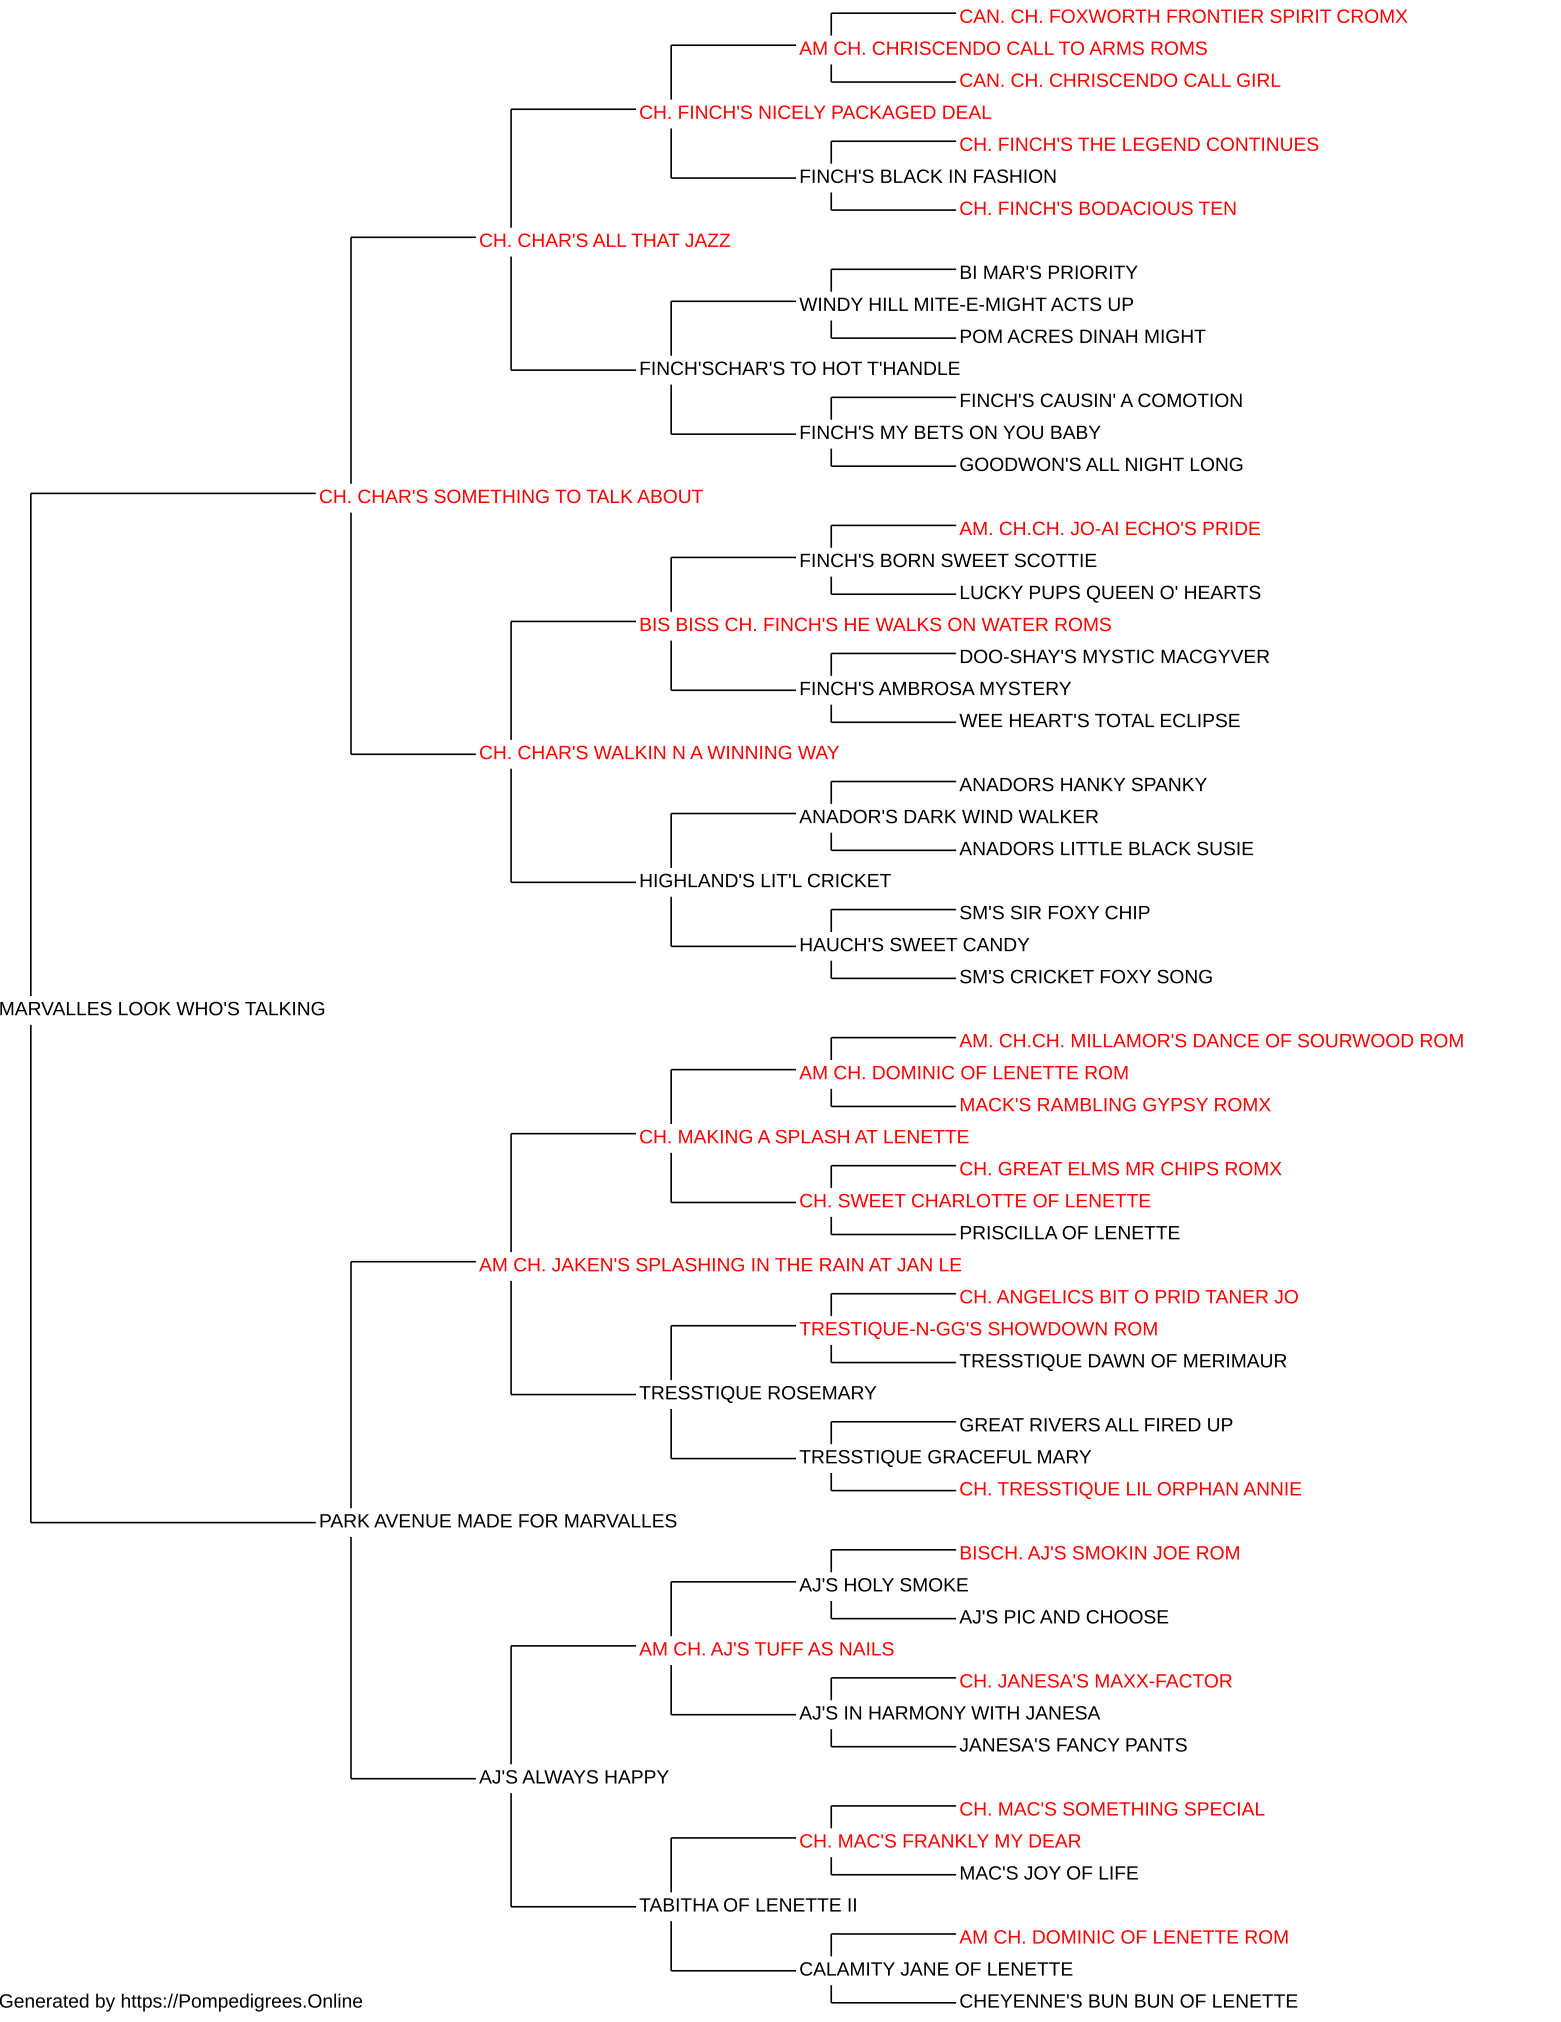 CAN. CH. FOXWORTH FRONTIER SPIRIT CROMX
AM CH. CHRISCENDO CALL TO ARMS ROMS
CAN. CH. CHRISCENDO CALL GIRL
CH. FINCH'S NICELY PACKAGED DEAL
CH. FINCH'S THE LEGEND CONTINUES
FINCH'S BLACK IN FASHION
CH. FINCH'S BODACIOUS TEN
CH. CHAR'S ALL THAT JAZZ
BI MAR'S PRIORITY
WINDY HILL MITE-E-MIGHT ACTS UP
POM ACRES DINAH MIGHT
FINCH'SCHAR'S TO HOT T'HANDLE
FINCH'S CAUSIN' A COMOTION
FINCH'S MY BETS ON YOU BABY
GOODWON'S ALL NIGHT LONG
CH. CHAR'S SOMETHING TO TALK ABOUT
AM. CH.CH. JO-AI ECHO'S PRIDE
FINCH'S BORN SWEET SCOTTIE
LUCKY PUPS QUEEN O' HEARTS
BIS BISS CH. FINCH'S HE WALKS ON WATER ROMS
DOO-SHAY'S MYSTIC MACGYVER
FINCH'S AMBROSA MYSTERY
WEE HEART'S TOTAL ECLIPSE
CH. CHAR'S WALKIN N A WINNING WAY
ANADORS HANKY SPANKY
ANADOR'S DARK WIND WALKER
ANADORS LITTLE BLACK SUSIE
HIGHLAND'S LIT'L CRICKET
SM'S SIR FOXY CHIP
HAUCH'S SWEET CANDY
SM'S CRICKET FOXY SONG
MARVALLES LOOK WHO'S TALKING
AM. CH.CH. MILLAMOR'S DANCE OF SOURWOOD ROM
AM CH. DOMINIC OF LENETTE ROM
MACK'S RAMBLING GYPSY ROMX
CH. MAKING A SPLASH AT LENETTE
CH. GREAT ELMS MR CHIPS ROMX
CH. SWEET CHARLOTTE OF LENETTE
PRISCILLA OF LENETTE
AM CH. JAKEN'S SPLASHING IN THE RAIN AT JAN LE
CH. ANGELICS BIT O PRID TANER JO
TRESTIQUE-N-GG'S SHOWDOWN ROM
TRESSTIQUE DAWN OF MERIMAUR
TRESSTIQUE ROSEMARY
GREAT RIVERS ALL FIRED UP
TRESSTIQUE GRACEFUL MARY
CH. TRESSTIQUE LIL ORPHAN ANNIE
PARK AVENUE MADE FOR MARVALLES
BISCH. AJ'S SMOKIN JOE ROM
AJ'S HOLY SMOKE
AJ'S PIC AND CHOOSE
AM CH. AJ'S TUFF AS NAILS
CH. JANESA'S MAXX-FACTOR
AJ'S IN HARMONY WITH JANESA
JANESA'S FANCY PANTS
AJ'S ALWAYS HAPPY
CH. MAC'S SOMETHING SPECIAL
CH. MAC'S FRANKLY MY DEAR
MAC'S JOY OF LIFE
TABITHA OF LENETTE II
AM CH. DOMINIC OF LENETTE ROM
CALAMITY JANE OF LENETTE
CHEYENNE'S BUN BUN OF LENETTE
Generated by https://Pompedigrees.Online